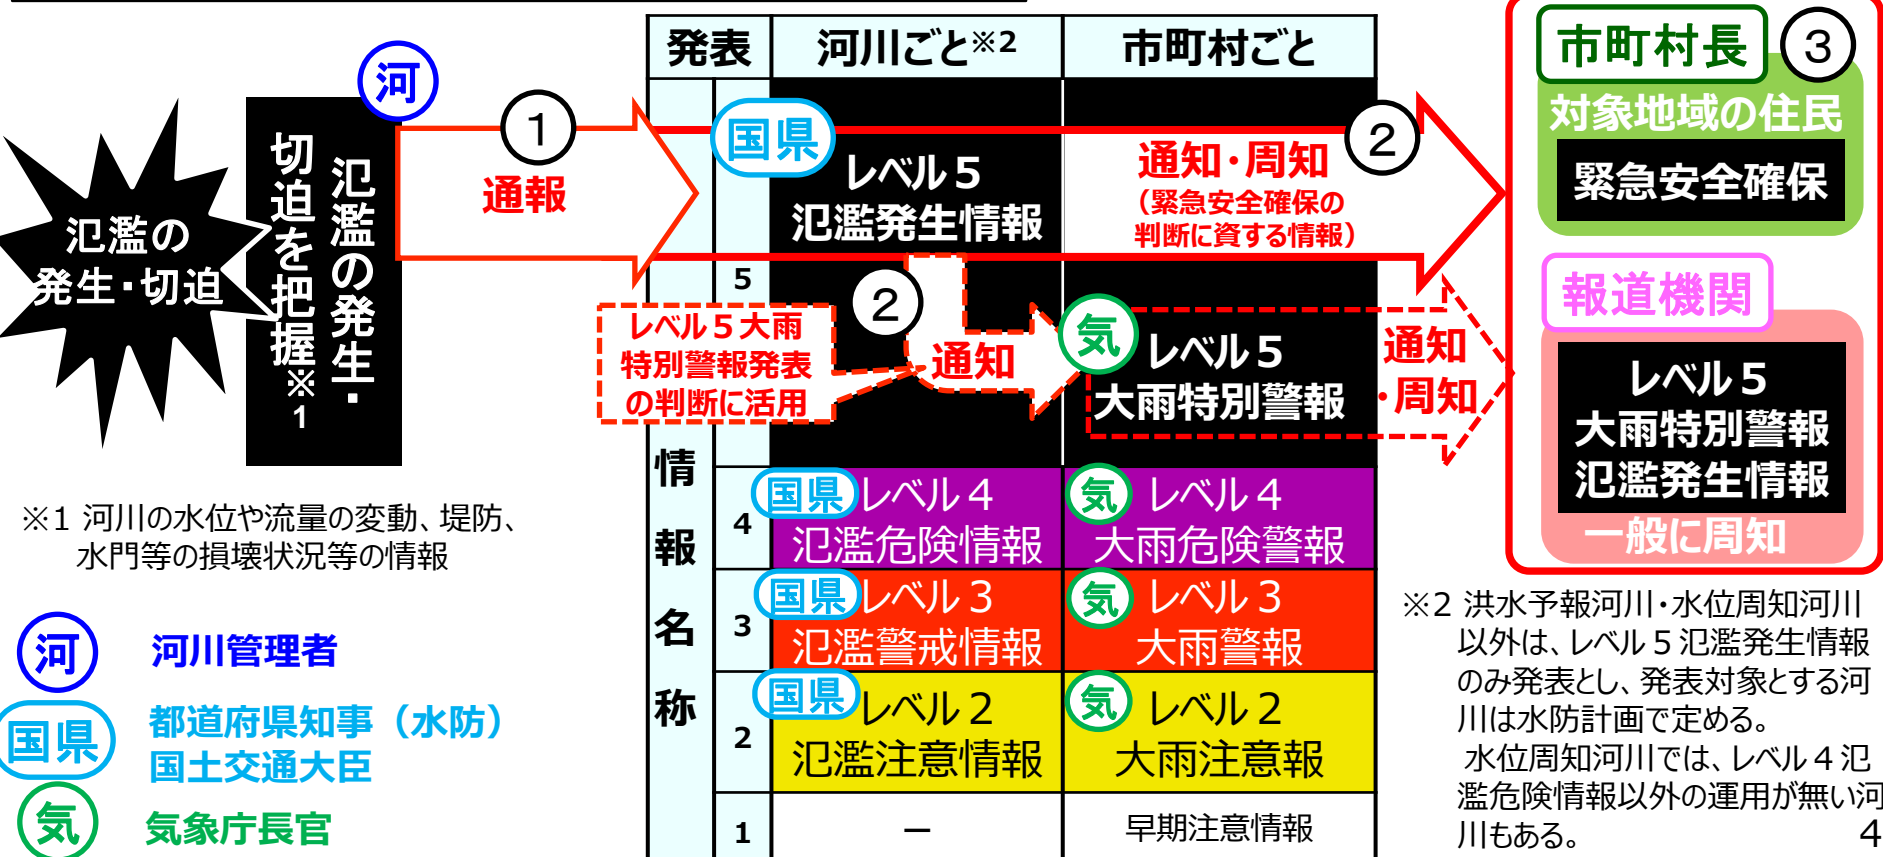 氾濫の
発生・切迫
河
氾濫の発生・
切迫を把握※1
①
通報
※1 河川の水位や流量の変動、堤防、
水門等の損壊状況等の情報
河 河川管理者
国県 都道府県知事（水防）
国土交通大臣
気 気象庁長官
発表 河川ごと※2 市町村ごと
情報名称
5
国県
レベル５
氾濫発生情報
通知・周知
②
（緊急安全確保の
判断に資する情報）
レベル５大雨
特別警報発表
の判断に活用
②
通知
気
レベル５
大雨特別警報
通知
・周知
4
国県 レベル４
氾濫危険情報
気 レベル４
大雨危険警報
3
国県 レベル３
氾濫警戒情報
気 レベル３
大雨警報
2
国県 レベル２
氾濫注意情報
気 レベル２
大雨注意報
1
－
早期注意情報
市町村長 ③
対象地域の住民
緊急安全確保
報道機関
レベル５
大雨特別警報
氾濫発生情報
一般に周知
※2 洪水予報河川・水位周知河川
以外は、レベル５氾濫発生情報
のみ発表とし、発表対象とする河
川は水防計画で定める。
水位周知河川では、レベル４氾
濫危険情報以外の運用が無い河
川もある。
4